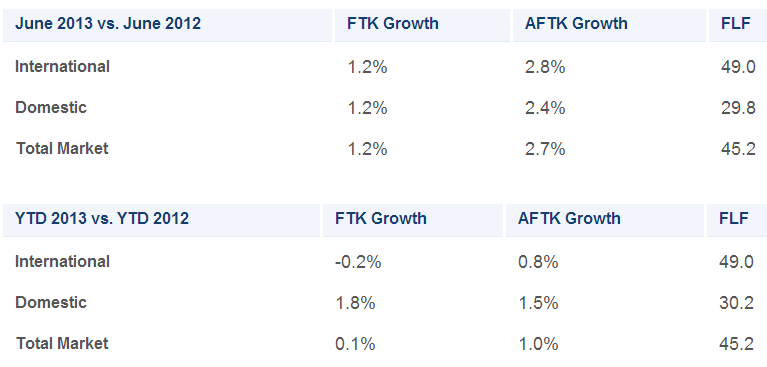 June 2013 vs. June 2012 FTK Growth AFTK Growth FLF
International 1.2% 2.8% 49.0
Domestic 1.2% 2.4% 29.8
Total Market 1.2% 2.7% 45.2
YTD 2013 vs. YTD 2012 FTK Growth AFTK Growth FLF
International -0.2% 0.8% 49.0
Domestic 1.8% 1.5% 30.2
Total Market 0.1% 1.0% 45.2